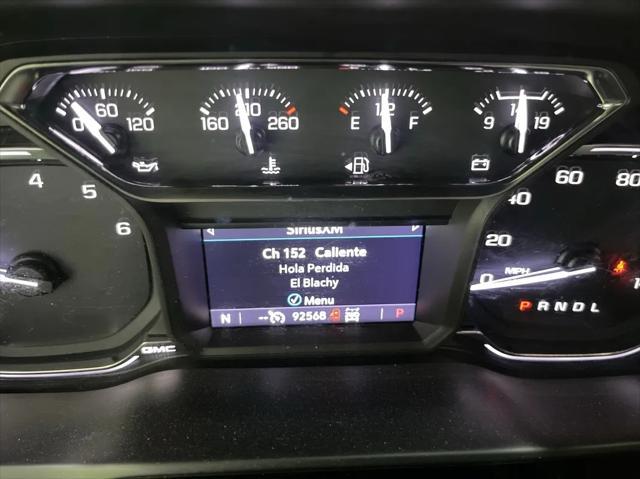 0 60 120
160 210 260
E 1/2 F
9 14 19
4 5 6
SiriusXM
Ch 152 Caliente
Hola Perdida
El Blachy
Menu
N -- 92568 P
GMC
0 20 40 60 80
MPH
P R N D L